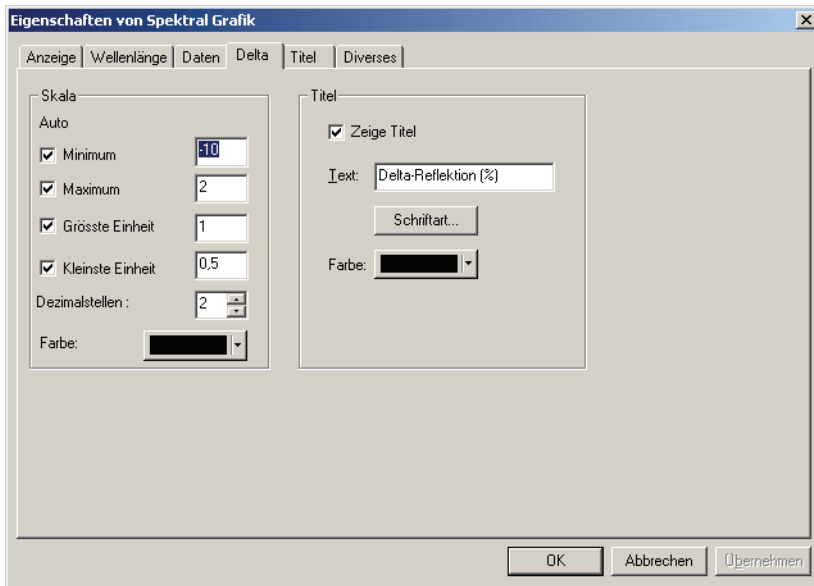 Eigenschaften von Spektral Grafik
Anzeige Wellenlänge Daten Delta Titel Diverses
Skala
Auto
Minimum -10
Maximum 2
Grösste Einheit 1
Kleinste Einheit 0,5
Dezimalstellen : 2
Farbe:
Titel
Zeige Titel
Text: Delta-Reflektion (%)
Schriftart...
Farbe:
OK Abbrechen Übernehmen